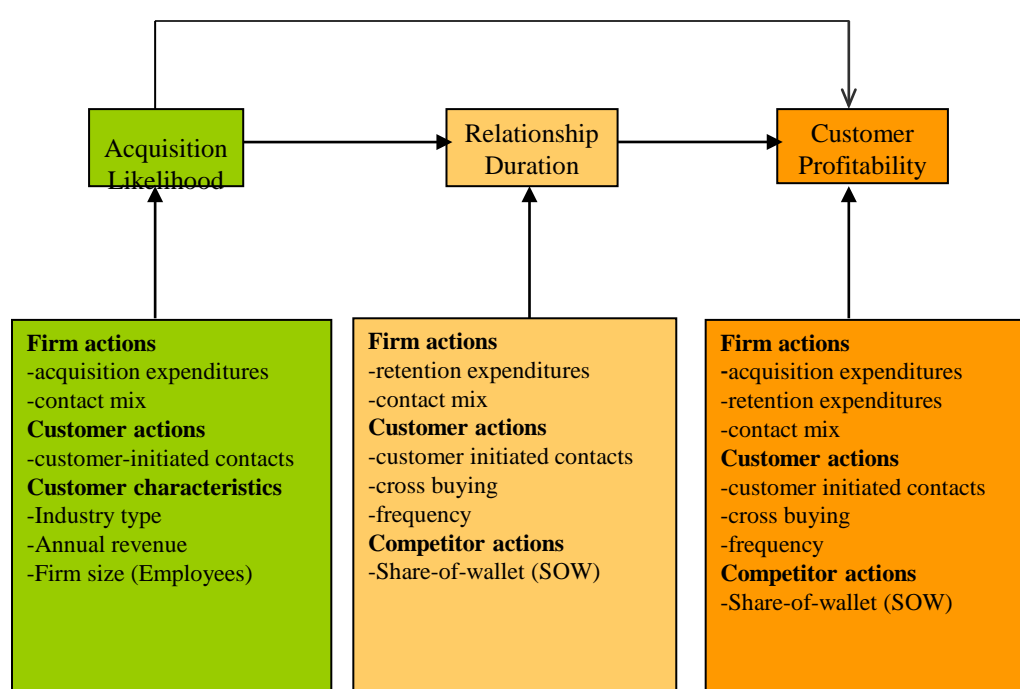 Acquisition
Likelihood
Relationship
Duration
Customer
Profitability
Firm actions
-acquisition expenditures
-contact mix
Customer actions
-customer-initiated contacts
Customer characteristics
-Industry type
-Annual revenue
-Firm size (Employees)
Firm actions
-retention expenditures
-contact mix
Customer actions
-customer initiated contacts
-cross buying
-frequency
Competitor actions
-Share-of-wallet (SOW)
Firm actions
-acquisition expenditures
-retention expenditures
-contact mix
Customer actions
-customer initiated contacts
-cross buying
-frequency
Competitor actions
-Share-of-wallet (SOW)